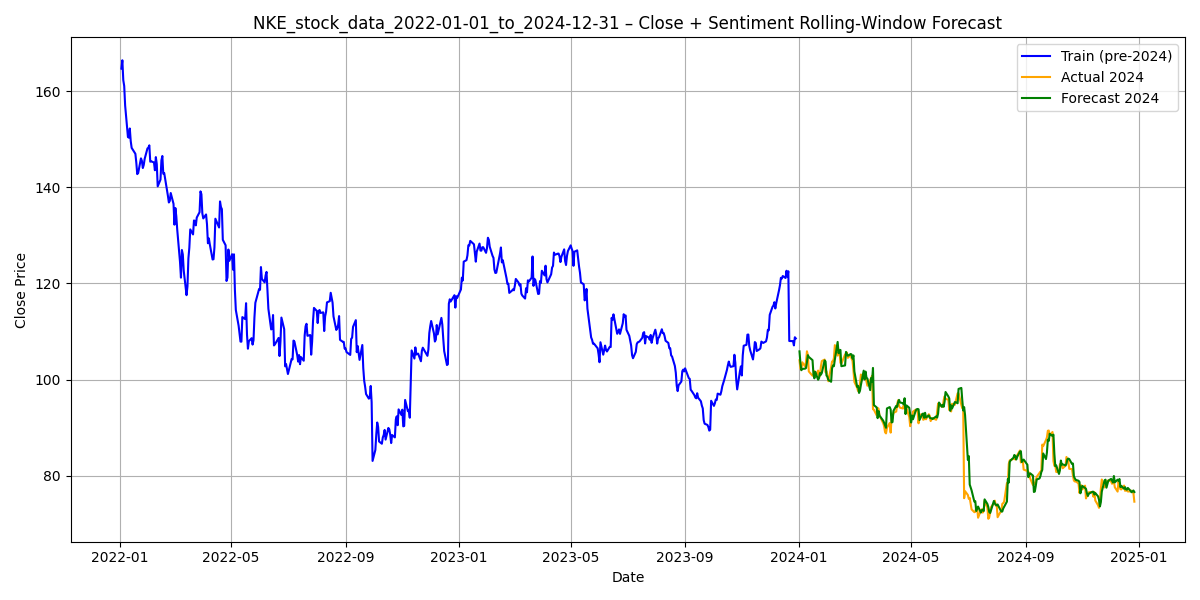 NKE_stock_data_2022-01-01_to_2024-12-31 – Close + Sentiment Rolling-Window Forecast
Train (pre-2024)
Actual 2024
Forecast 2024
Close Price
160
140
120
100
80
2022-01
2022-05
2022-09
2023-01
2023-05
2023-09
2024-01
2024-05
2024-09
2025-01
Date